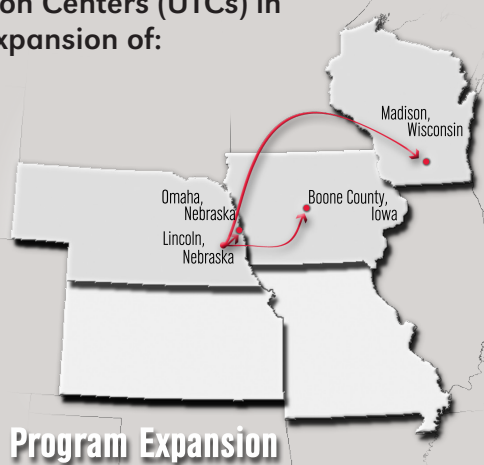 on Centers (UTCs) in
xpansion of:
Madison,
Wisconsin
Omaha,
Nebraska
Boone County,
Iowa
Lincoln,
Nebraska
Program Expansion